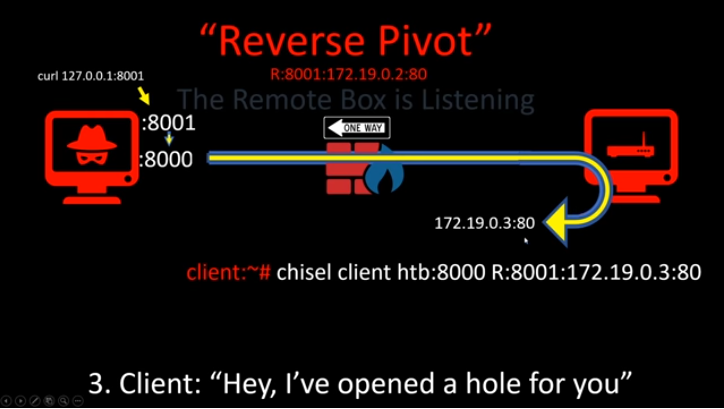 “Reverse Pivot”
R:8001:172.19.0.2:80
curl 127.0.0.1:8001
The Remote Box is Listening
:8001
ONE WAY
:8000
172.19.0.3:80
client:~# chisel client htb:8000 R:8001:172.19.0.3:80
3. Client: “Hey, I’ve opened a hole for you”